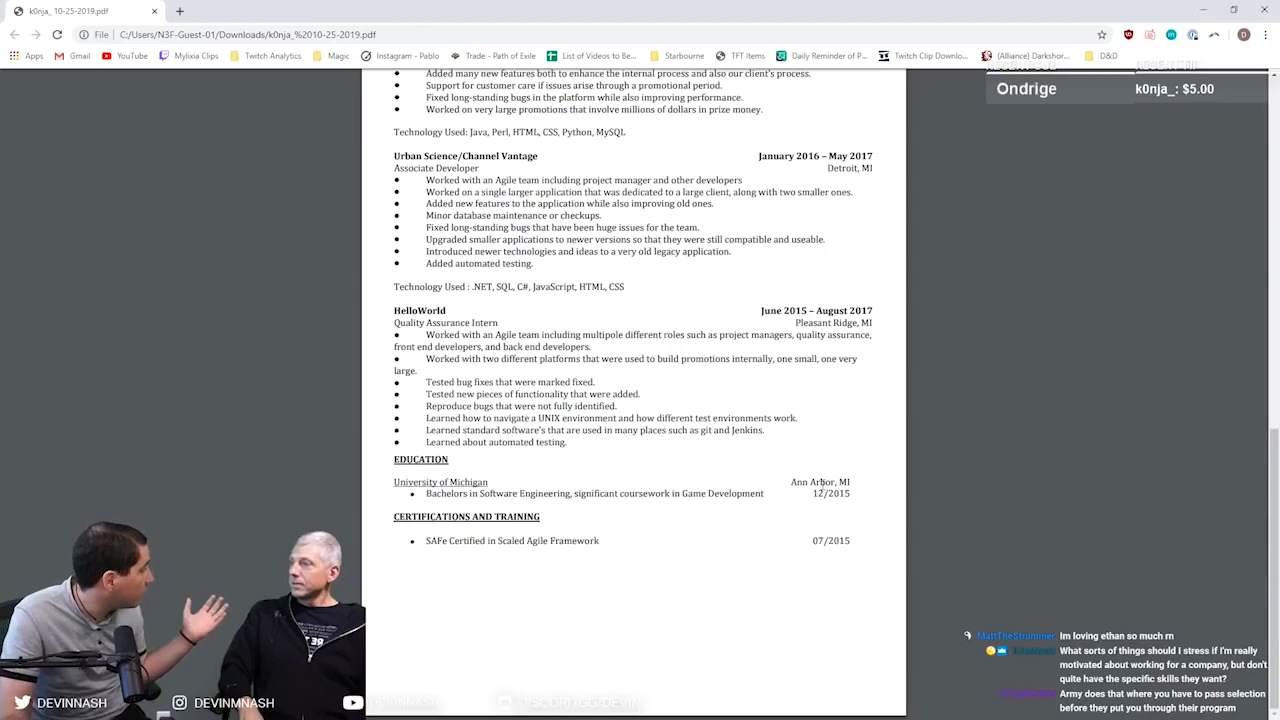 k0nja_ 10-25-2019.pdf
File | C:/Users/N3F-Guest-01/Downloads/k0nja_%2010-25-2019.pdf
Apps Gmail YouTube Mylixia Clips Twitch Analytics Magic Instagram - Pablo Trade - Path of Exile List of Videos to Be... Starbourne TFT Items Daily Reminder of P... Twitch Clip Downlo... (Alliance) Darkshor... D&D
Added many new features both to enhance the internal process and also our client's process.
Support for customer care if issues arise through a promotional period.
Fixed long-standing bugs in the platform while also improving performance.
Worked on very large promotions that involve millions of dollars in prize money.
Technology Used: Java, Perl, HTML, CSS, Python, MySQL
Urban Science/Channel Vantage January 2016 – May 2017
Associate Developer Detroit, MI
Worked with an Agile team including project manager and other developers
Worked on a single larger application that was dedicated to a large client, along with two smaller ones.
Added new features to the application while also improving old ones.
Minor database maintenance or checkups.
Fixed long-standing bugs that have been huge issues for the team.
Upgraded smaller applications to newer versions so that they were still compatible and useable.
Introduced newer technologies and ideas to a very old legacy application.
Added automated testing.
Technology Used : .NET, SQL, C#, JavaScript, HTML, CSS
HelloWorld June 2015 – August 2017
Quality Assurance Intern Pleasant Ridge, MI
Worked with an Agile team including multipole different roles such as project managers, quality assurance,
front end developers, and back end developers.
Worked with two different platforms that were used to build promotions internally, one small, one very
large.
Tested bug fixes that were marked fixed.
Tested new pieces of functionality that were added.
Reproduce bugs that were not fully identified.
Learned how to navigate a UNIX environment and how different test environments work.
Learned standard software's that are used in many places such as git and Jenkins.
Learned about automated testing.
EDUCATION
University of Michigan Ann Arbor, MI
Bachelors in Software Engineering, significant coursework in Game Development 12/2015
CERTIFICATIONS AND TRAINING
SAFe Certified in Scaled Agile Framework 07/2015
Ondrige k0nja_: $5.00
MattTheStrummer Im loving ethan so much rn
What sorts of things should I stress if I'm really
motivated about working for a company, but don't
quite have the specific skills they want?
Army does that where you have to pass selection
before they put you through their program
DEVINNASH DEVINMNASH DISCORD.GG/DEVIN